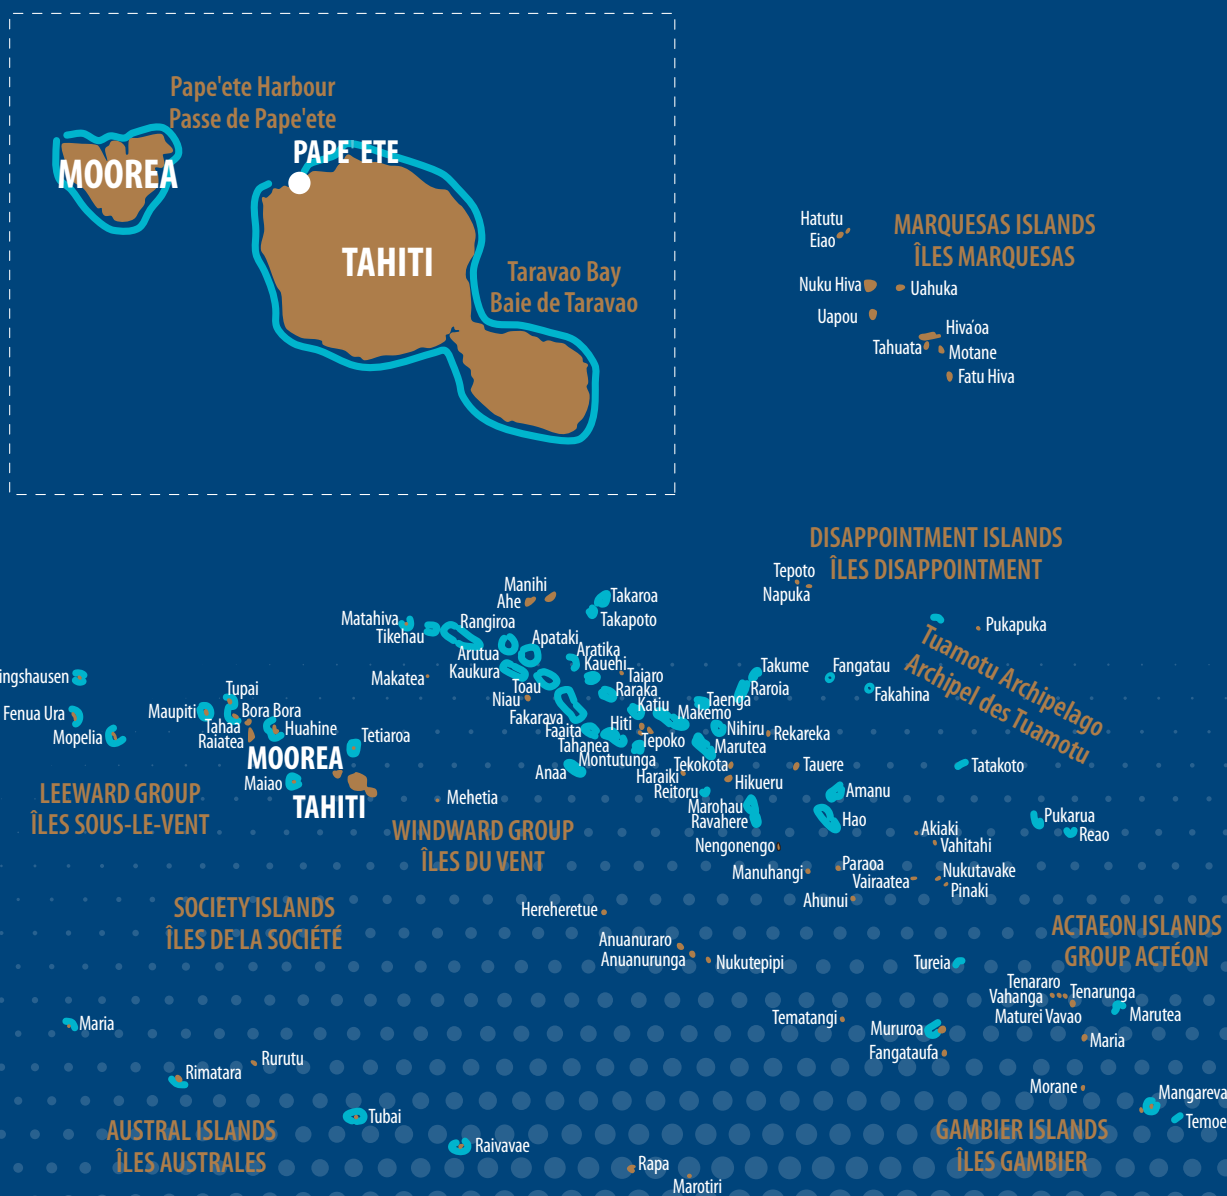 Pape'ete Harbour
Passe de Pape'ete
PAPE ETE
MOOREA
TAHITI
Taravao Bay
Baie de Taravao
MARQUESAS ISLANDS
ÎLES MARQUESAS
Hatutu
Eiao
Nuku Hiva
Uahuka
Uapou
Hiva'oa
Tahuata
Motane
Fatu Hiva
DISAPPOINTMENT ISLANDS
ÎLES DISAPPOINTMENT
Tepoto
Napuka
Pukapuka
Tuamotu Archipelago
Archipel des Tuamotu
Manihi
Ahe
Takaroa
Takapoto
Matahiva
Tikehau
Rangiroa
Arutua
Kaukura
Apataki
Aratika
Kauehi
Taiaro
Toau
Raraka
Niau
Fakarava
Katiu
Taenga
Makemo
Takume
Raroia
Fangatau
Fakahina
Makatea
Faaita
Hiti
Tahanea
Tepoko
Montutunga
Nihiru
Marutea
Rekareka
Anaa
Tekokota
Haraiki
Hikueru
Reitoru
Tauere
Marohau
Ravahere
Amanu
Hao
Tatakoto
Nengonengo
Manuhangi
Paraoa
Ahunui
Akiaki
Vahitahi
Vairaatea
Nukutavake
Pinaki
Pukarua
Reao
ingshausen
Fenua Ura
Mopelia
Maupiti
Tupai
Bora Bora
Tahaa
Raiatea
Huahine
Tetiaroa
MOOREA
Maiao
TAHITI
Mehetia
LEEWARD GROUP
ÎLES SOUS-LE-VENT
WINDWARD GROUP
ÎLES DU VENT
SOCIETY ISLANDS
ÎLES DE LA SOCIÉTÉ
Hereheretue
Anuanuraro
Anuanurunga
Nukutepipi
ACTAEON ISLANDS
GROUP ACTÉON
Tureia
Tenararo
Vahanga
Tenarunga
Maturei Vavao
Marutea
Maria
Tematangi
Mururoa
Fangataufa
Morane
Mangareva
Temoe
GAMBIER ISLANDS
ÎLES GAMBIER
Maria
Rimatara
Rurutu
Tubai
Raivavae
Rapa
Marotiri
AUSTRAL ISLANDS
ÎLES AUSTRALES